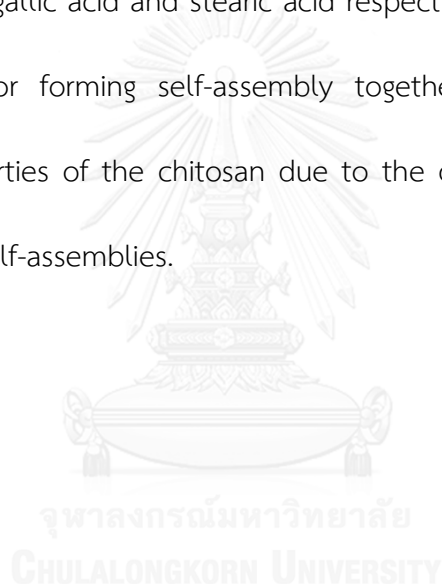 gallic acid and stearic acid respect
or forming self-assembly togethe
rties of the chitosan due to the
lf-assemblies.
จุฬาลงกรณ์มหาวิทยาลัย
CHULALONGKORN UNIVERSITY